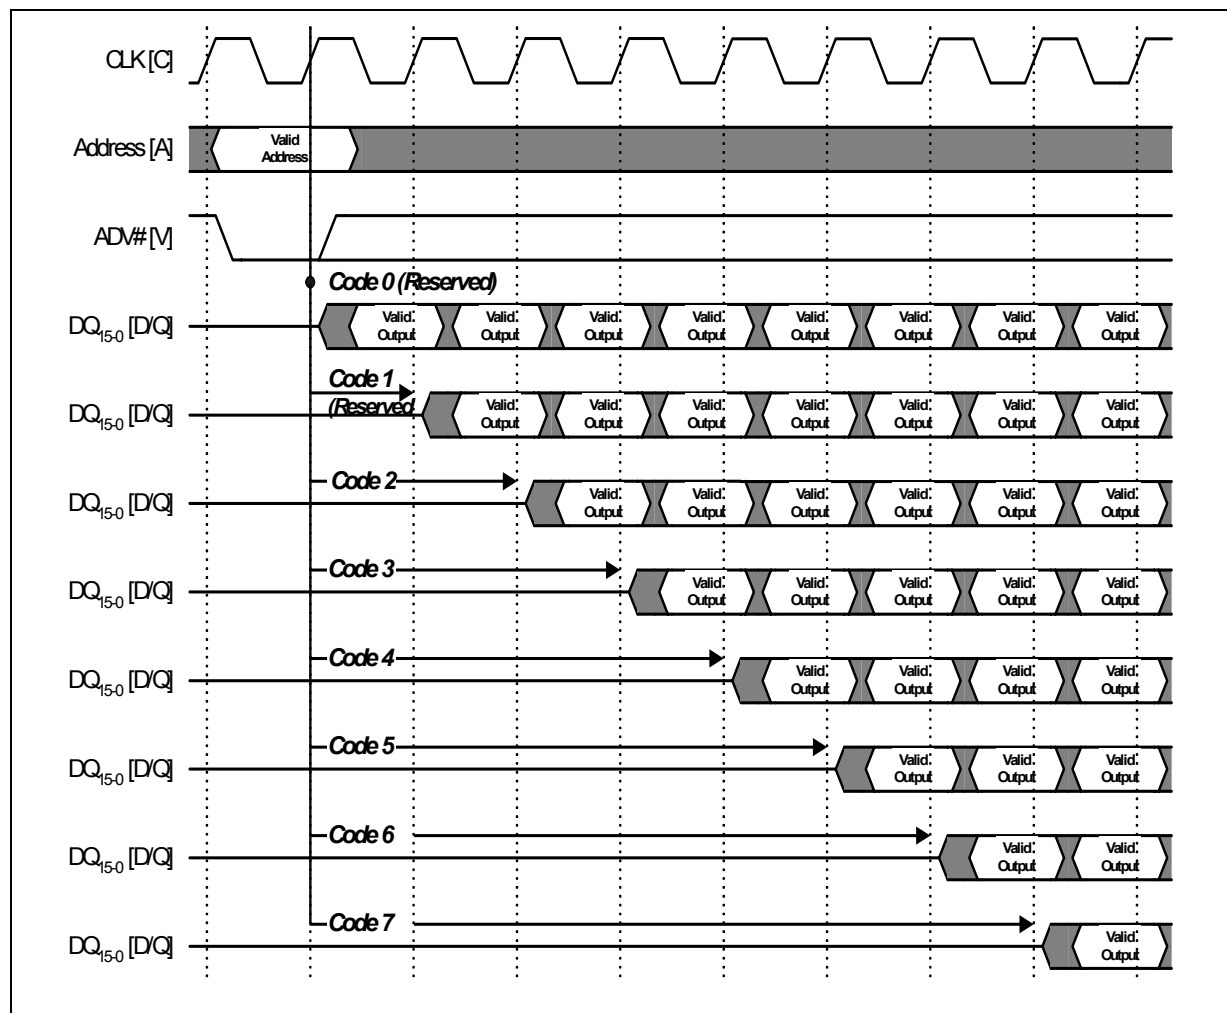 CLK [C]
Address [A]
Valid
Address
ADV# [V]
Code 0 (Reserved)
DQ15-0 [D/Q]
Valid Output Valid Output Valid Output Valid Output Valid Output Valid Output Valid Output Valid Output
Code 1
(Reserved
DQ15-0 [D/Q]
Valid Output Valid Output Valid Output Valid Output Valid Output Valid Output Valid Output
Code 2
DQ15-0 [D/Q]
Valid Output Valid Output Valid Output Valid Output Valid Output Valid Output
Code 3
DQ15-0 [D/Q]
Valid Output Valid Output Valid Output Valid Output Valid Output
Code 4
DQ15-0 [D/Q]
Valid Output Valid Output Valid Output Valid Output
Code 5
DQ15-0 [D/Q]
Valid Output Valid Output Valid Output
Code 6
DQ15-0 [D/Q]
Valid Output Valid Output
Code 7
DQ15-0 [D/Q]
Valid Output